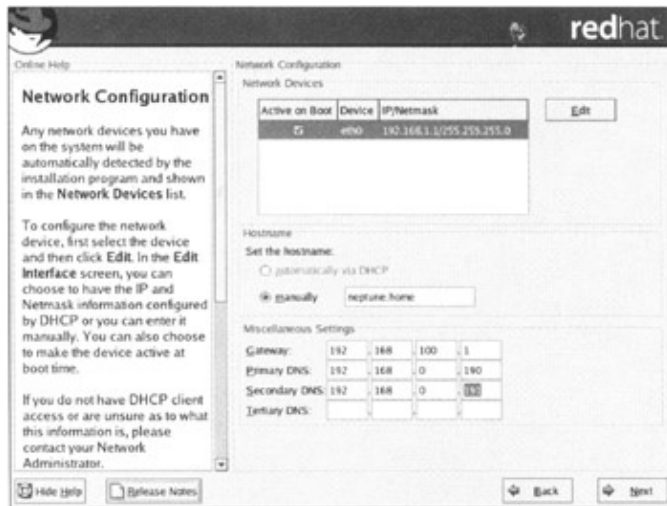 redhat.
Online Help
Network Configuration
Any network devices you have
on the system will be
automatically detected by the
installation program and shown
in the Network Devices list.
To configure the network
device, first select the device
and then click Edit. In the Edit
Interface screen, you can
choose to have the IP and
Netmask information configured
by DHCP or you can enter it
manually. You can also choose
to make the device active at
boot time.
If you do not have DHCP client
access or are unsure as to what
this information is, please
contact your Network
Administrator.
Network Configuration
Network Devices
Active on Boot Device IP/Netmask
eth0 192.168.1.1/255.255.255.0
Edit
Hostname
Set the hostname:
automatically via DHCP
manually neptune.home
Miscellaneous Settings
Gateway: 192 . 168 . 100 . 1
Primary DNS: 192 . 168 . 0 . 190
Secondary DNS: 192 . 168 . 0 .
Tertiary DNS: . . .
Hide Help
Release Notes
Back
Next